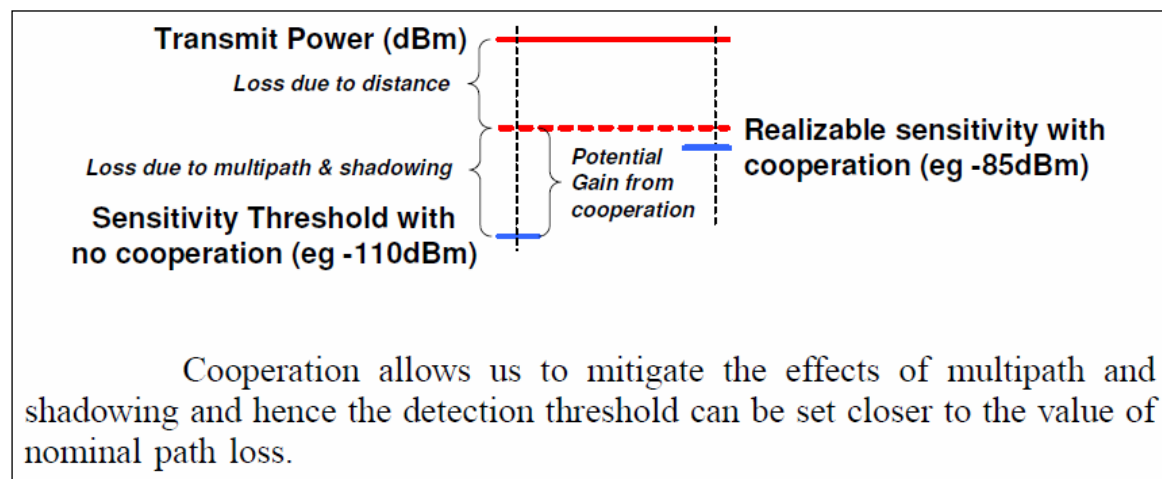 Transmit Power (dBm)
Loss due to distance
Loss due to multipath & shadowing
Sensitivity Threshold with
no cooperation (eg -110dBm)
Potential
Gain from
cooperation
Realizable sensitivity with
cooperation (eg -85dBm)
Cooperation allows us to mitigate the effects of multipath and
shadowing and hence the detection threshold can be set closer to the value of
nominal path loss.